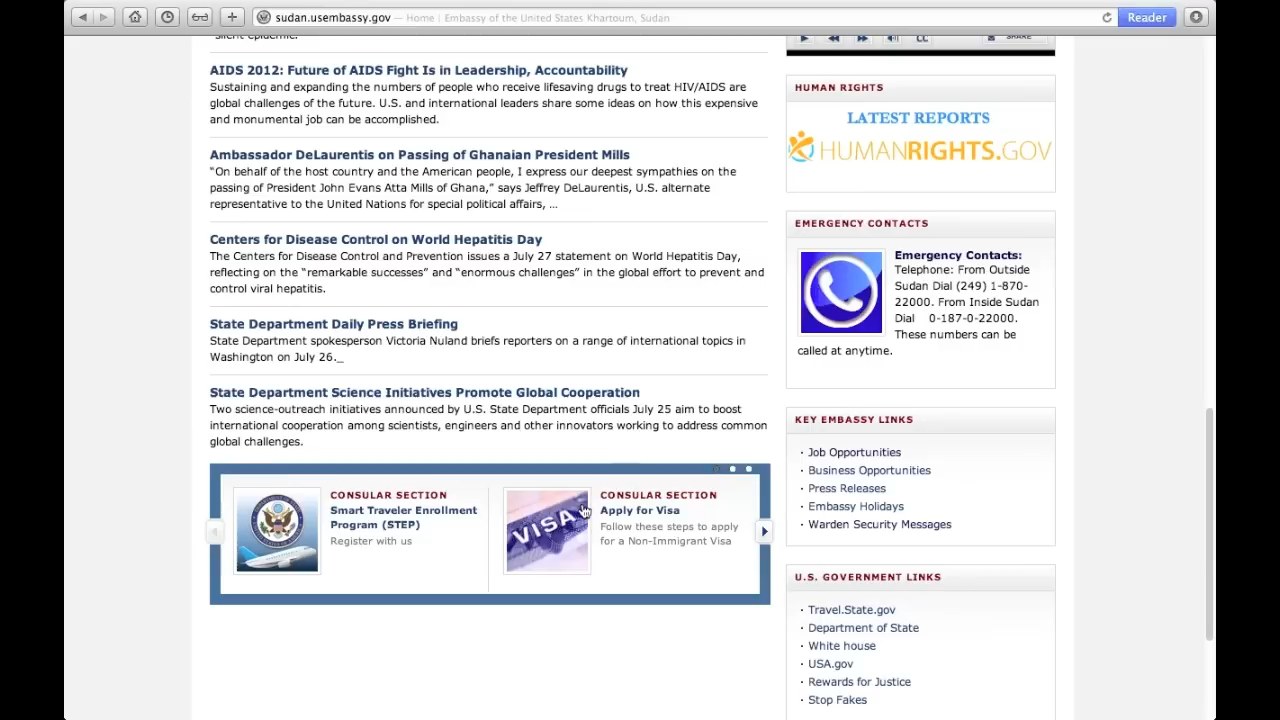 sudan.usembassy.gov — Home | Embassy of the United States Khartoum, Sudan
Reader
"silent epidemic."
AIDS 2012: Future of AIDS Fight Is in Leadership, Accountability
Sustaining and expanding the numbers of people who receive lifesaving drugs to treat HIV/AIDS are
global challenges of the future. U.S. and international leaders share some ideas on how this expensive
and monumental job can be accomplished.
Ambassador DeLaurentis on Passing of Ghanaian President Mills
“On behalf of the host country and the American people, I express our deepest sympathies on the
passing of President John Evans Atta Mills of Ghana,” says Jeffrey DeLaurentis, U.S. alternate
representative to the United Nations for special political affairs, ...
Centers for Disease Control on World Hepatitis Day
The Centers for Disease Control and Prevention issues a July 27 statement on World Hepatitis Day,
reflecting on the “remarkable successes” and “enormous challenges” in the global effort to prevent and
control viral hepatitis.
State Department Daily Press Briefing
State Department spokesperson Victoria Nuland briefs reporters on a range of international topics in
Washington on July 26._
State Department Science Initiatives Promote Global Cooperation
Two science-outreach initiatives announced by U.S. State Department officials July 25 aim to boost
international cooperation among scientists, engineers and other innovators working to address common
global challenges.
CONSULAR SECTION
Smart Traveler Enrollment
Program (STEP)
Register with us
VISA
CONSULAR SECTION
Apply for Visa
Follow these steps to apply
for a Non-Immigrant Visa
CC
SHARE
HUMAN RIGHTS
LATEST REPORTS
HUMANRIGHTS.GOV
EMERGENCY CONTACTS
Emergency Contacts:
Telephone: From Outside
Sudan Dial (249) 1-870-
22000. From Inside Sudan
Dial 0-187-0-22000.
These numbers can be
called at anytime.
KEY EMBASSY LINKS
· Job Opportunities
· Business Opportunities
· Press Releases
· Embassy Holidays
· Warden Security Messages
U.S. GOVERNMENT LINKS
· Travel.State.gov
· Department of State
· White house
· USA.gov
· Rewards for Justice
· Stop Fakes